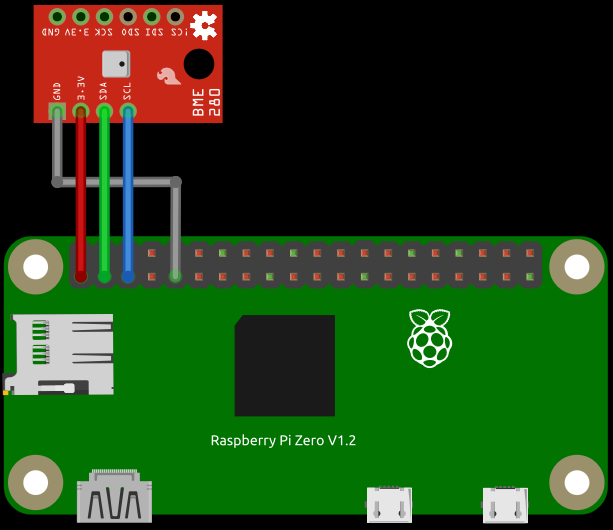 GND 3.3V SCK SDO SDI !CS
GND
3.3V
SDA
SCL
BME
280
Raspberry Pi Zero V1.2